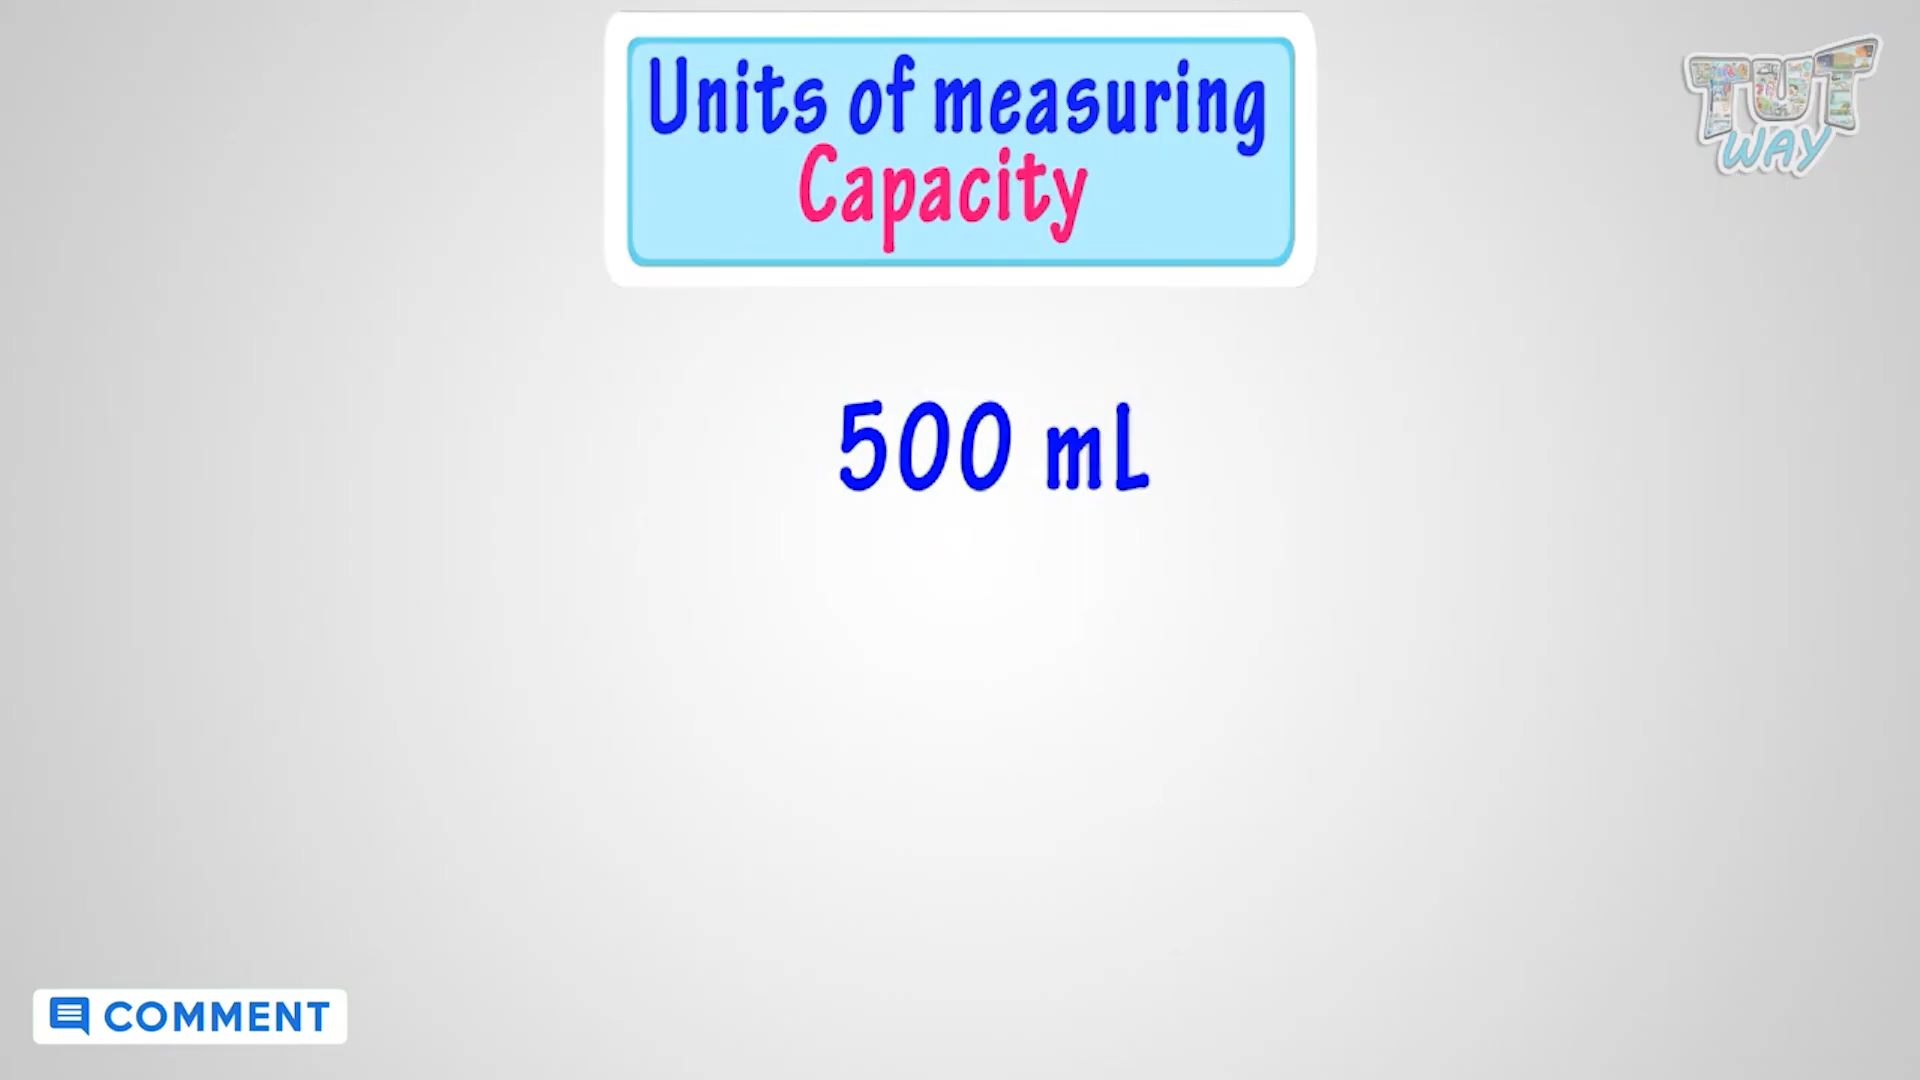 Units of measuring
Capacity
TUT
WAY
500 mL
COMMENT